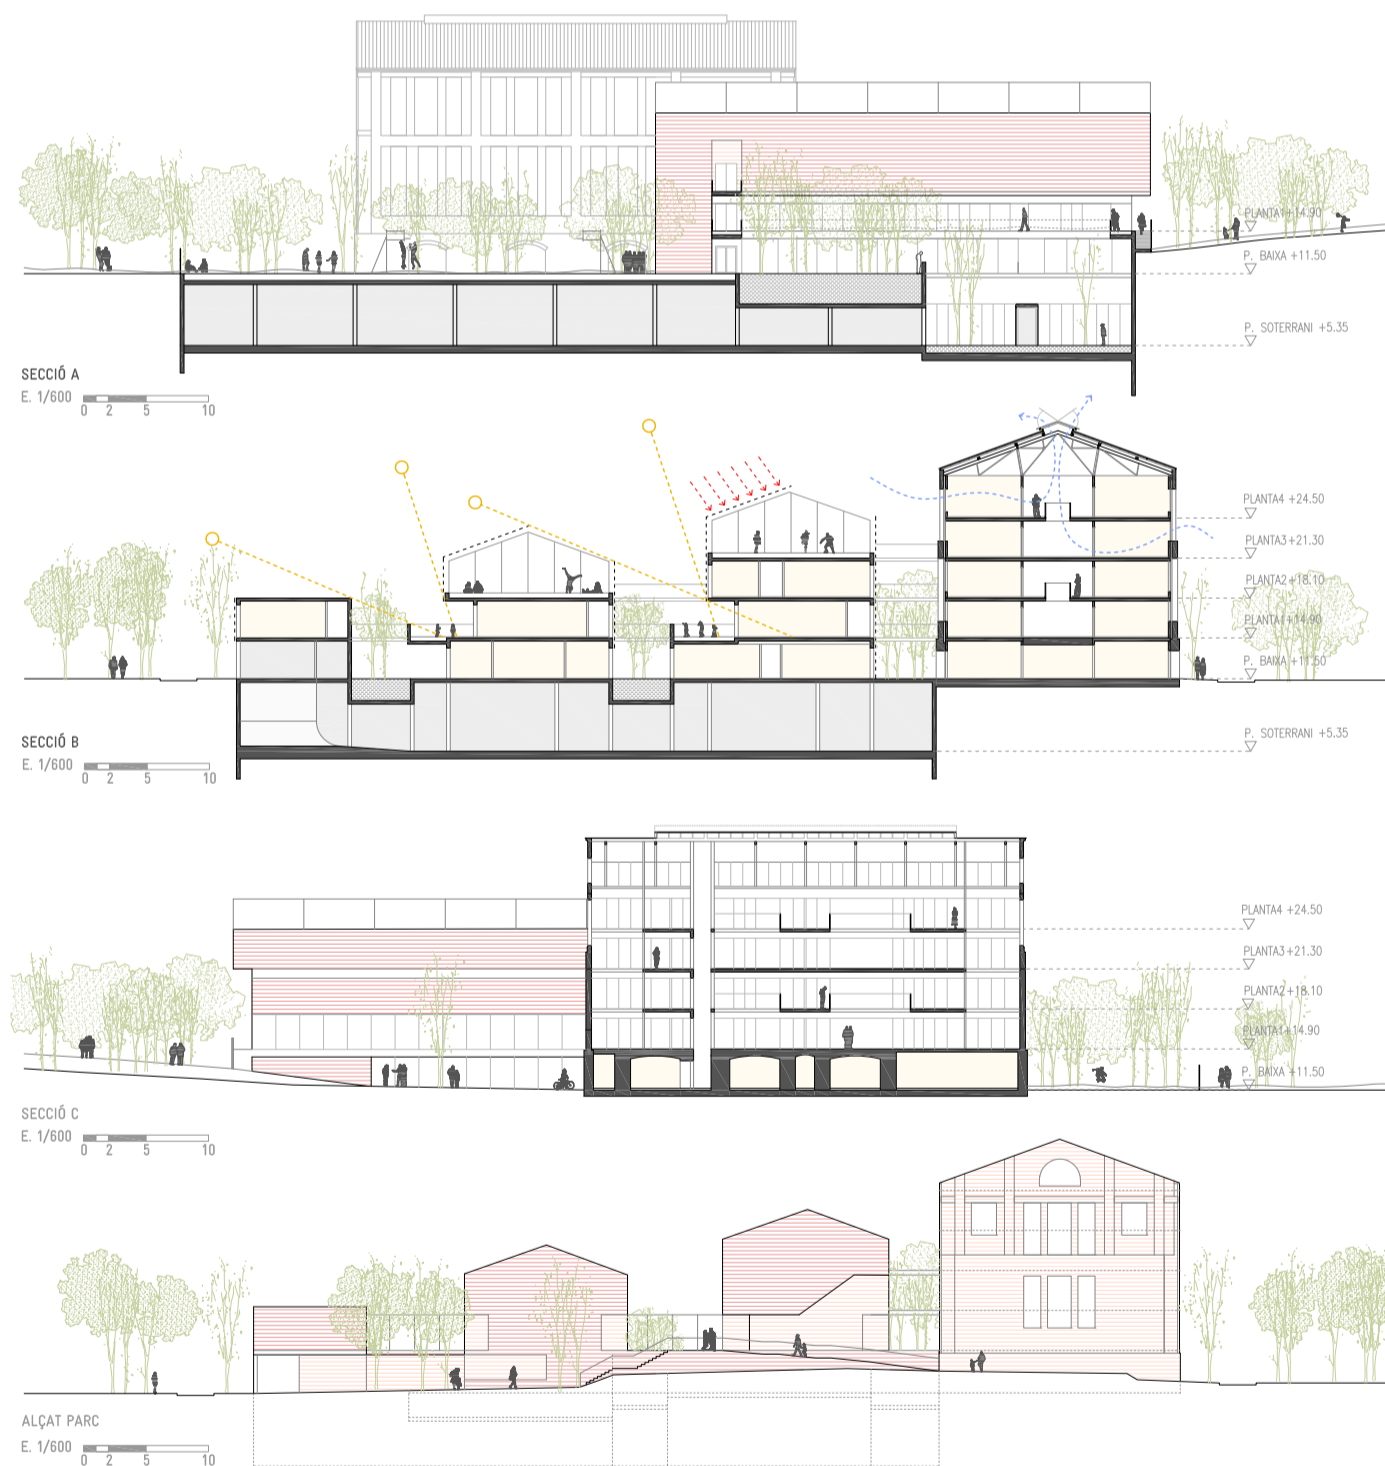 PLANTA1+14.90
P. BAIXA +11.50
P. SOTERRANI +5.35
SECCIÓ A
E. 1/600
0 2 5 10
PLANTA4 +24.50
PLANTA3+21.30
PLANTA2+18.10
PLANTA1+14.90
P. BAIXA +11.50
P. SOTERRANI +5.35
SECCIÓ B
E. 1/600
0 2 5 10
PLANTA4 +24.50
PLANTA3+21.30
PLANTA2+18.10
PLANTA1+14.90
P. BAIXA +11.50
SECCIÓ C
E. 1/600
0 2 5 10
ALÇAT PARC
E. 1/600
0 2 5 10